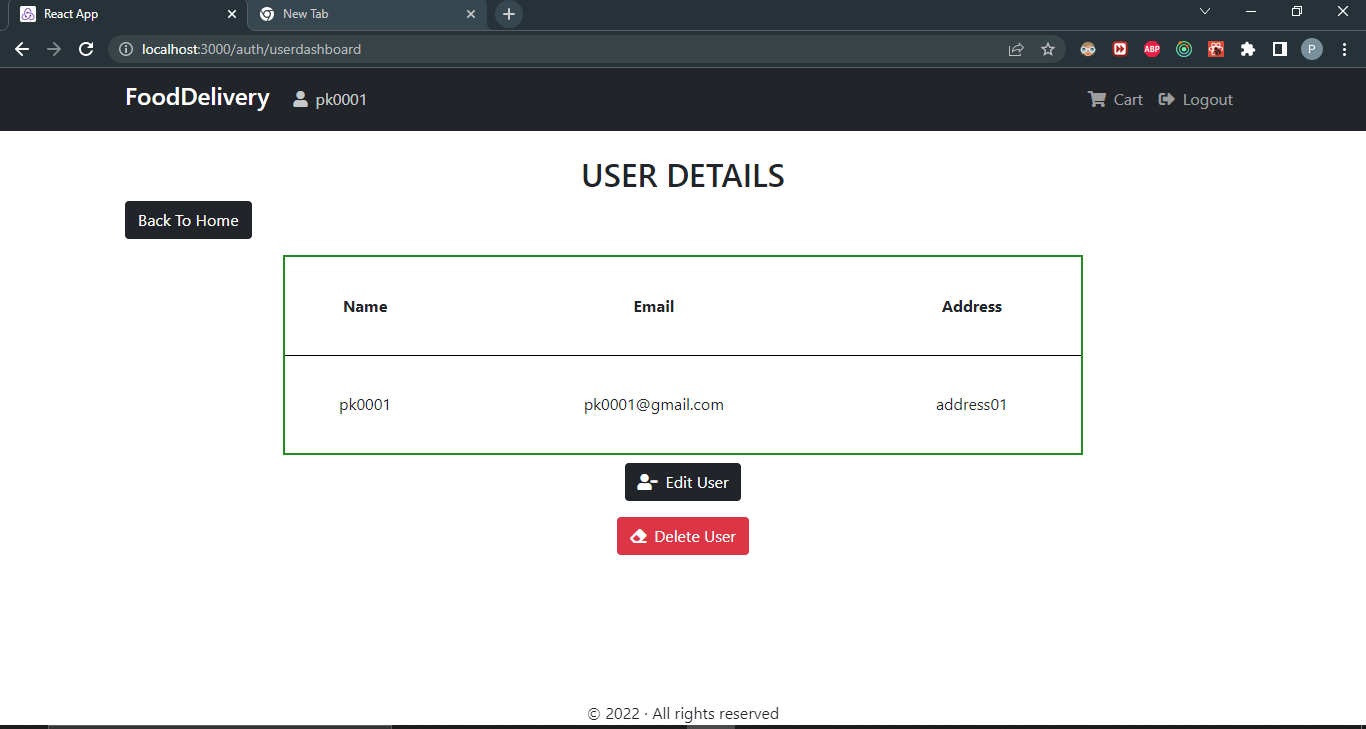 React App
New Tab
localhost:3000/auth/userdashboard
ABP
P
FoodDelivery pk0001 Cart Logout
USER DETAILS
Back To Home
Name Email Address
pk0001 pk0001@gmail.com address01
Edit User
Delete User
© 2022 · All rights reserved